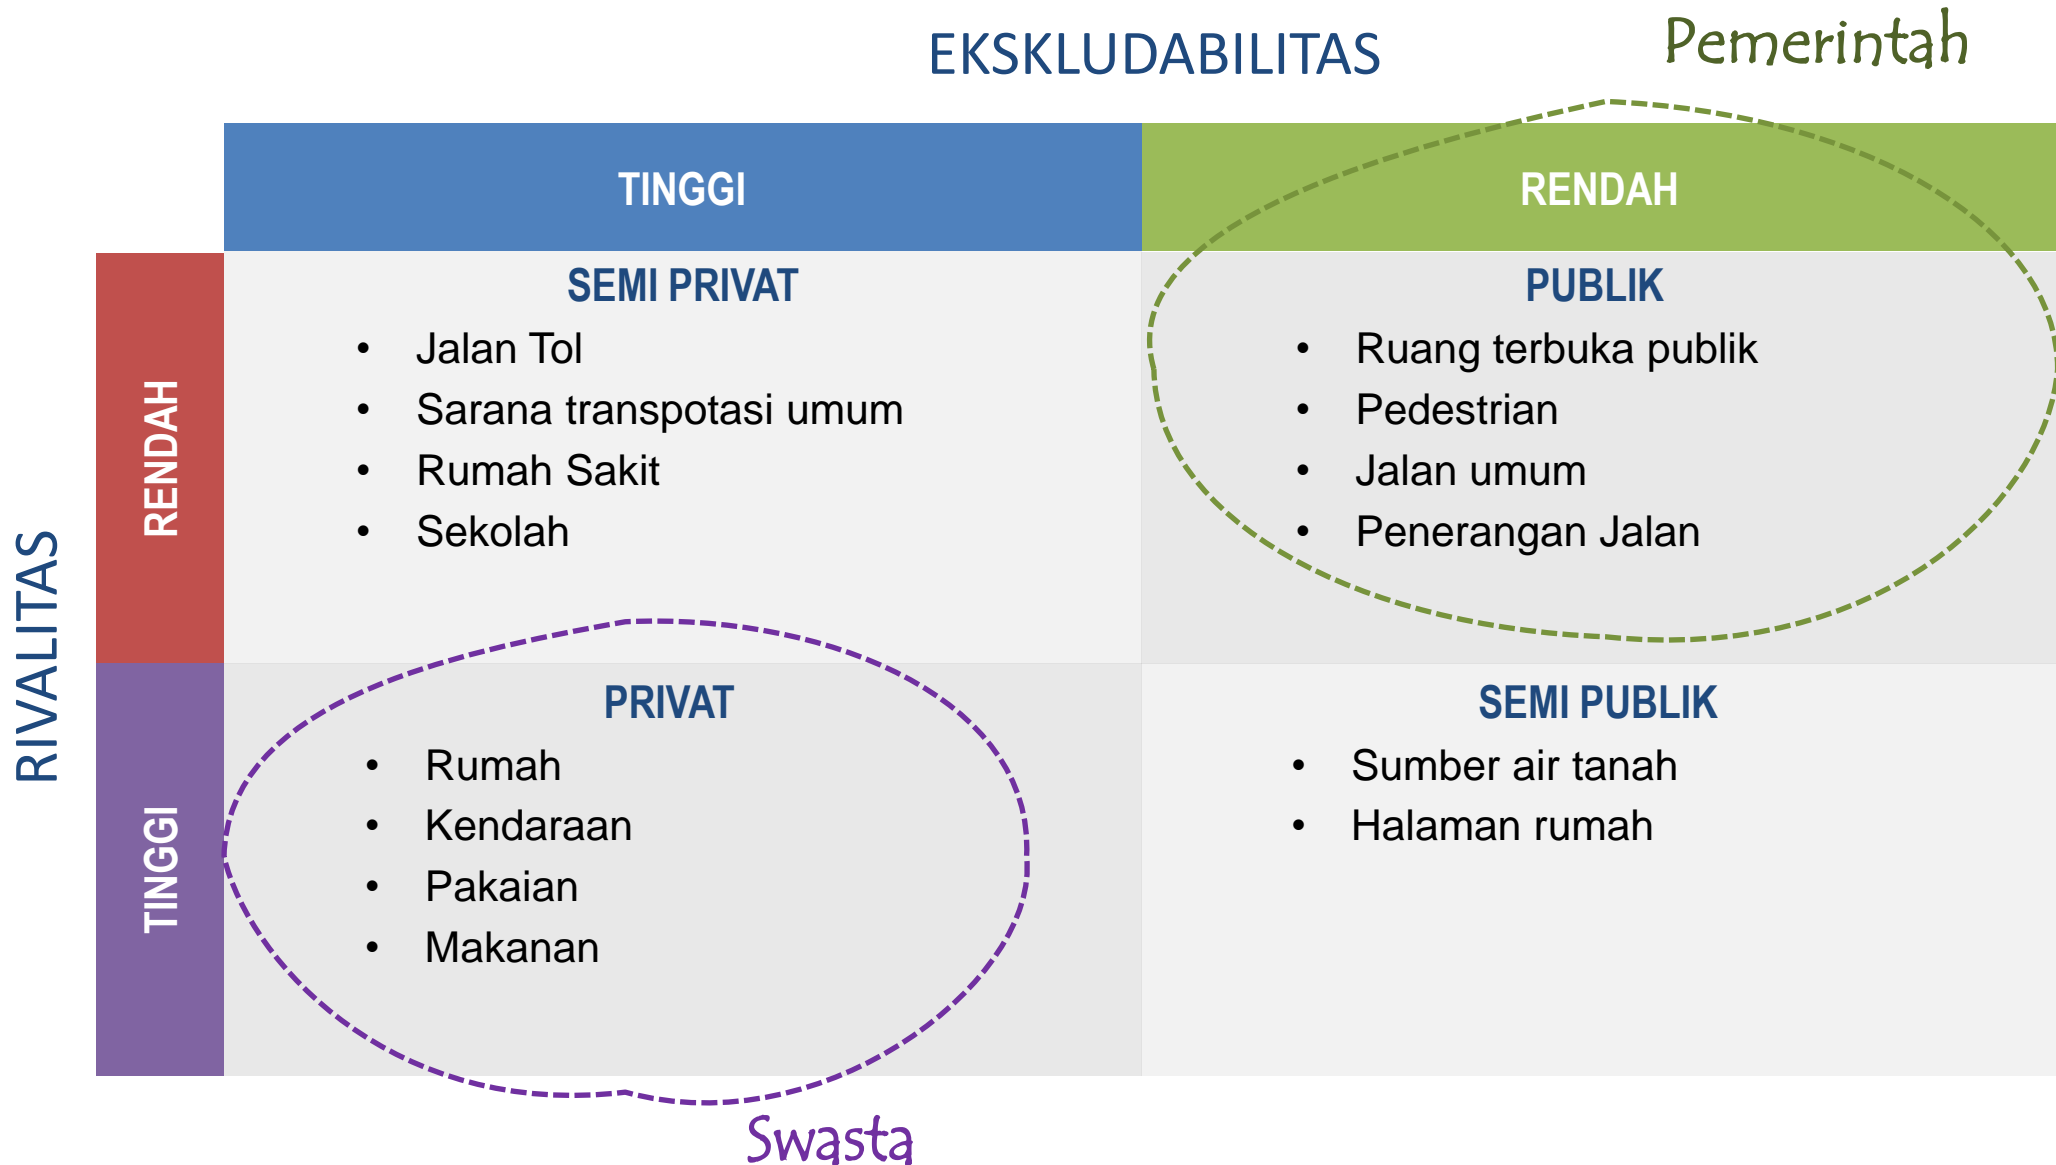 EKSKLUDABILITAS
Pemerintah
TINGGI
RENDAH
RIVALITAS
RENDAH
SEMI PRIVAT
• Jalan Tol
• Sarana transpotasi umum
• Rumah Sakit
• Sekolah
PUBLIK
• Ruang terbuka publik
• Pedestrian
• Jalan umum
• Penerangan Jalan
TINGGI
PRIVAT
• Rumah
• Kendaraan
• Pakaian
• Makanan
SEMI PUBLIK
• Sumber air tanah
• Halaman rumah
Swasta